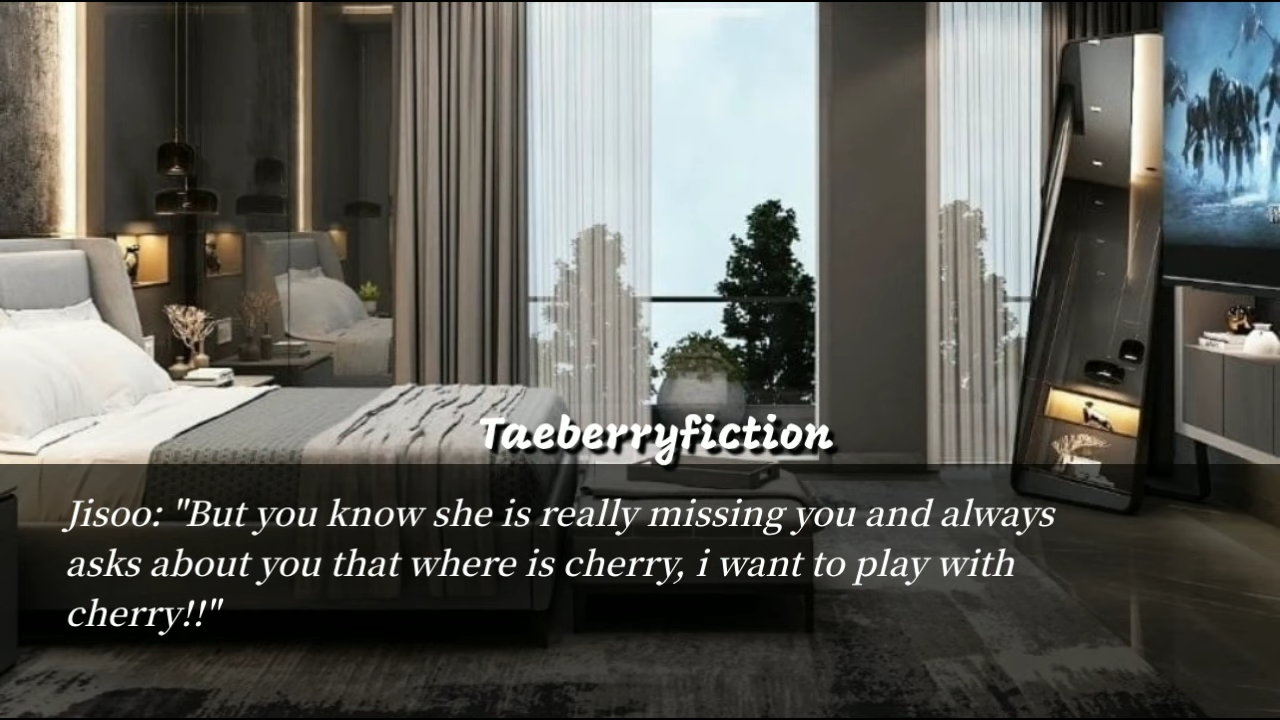 Taeberryfiction
Jisoo: "But you know she is really missing you and always
asks about you that where is cherry, i want to play with
cherry!!"